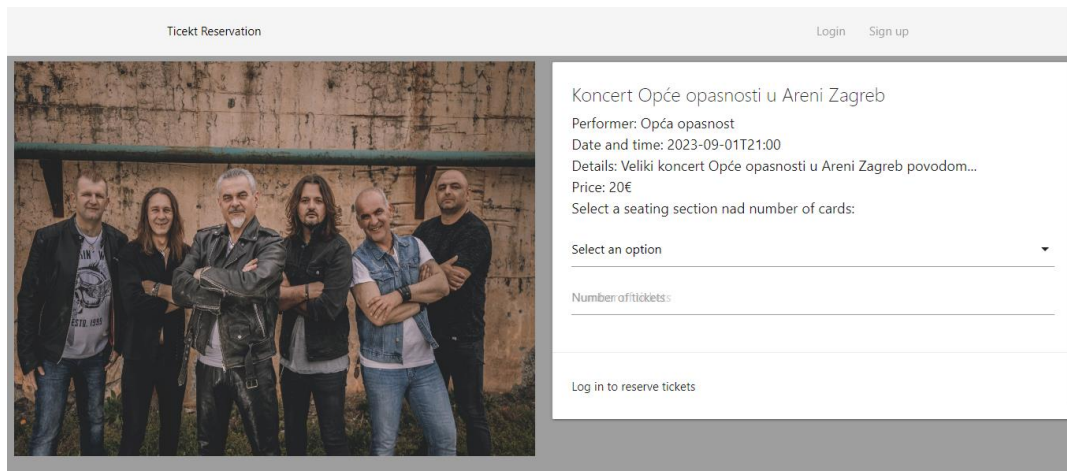 Ticekt Reservation
Login Sign up
Koncert Opće opasnosti u Areni Zagreb
Performer: Opća opasnost
Date and time: 2023-09-01T21:00
Details: Veliki koncert Opće opasnosti u Areni Zagreb povodom...
Price: 20€
Select a seating section nad number of cards:
Select an option
Number of tickets
Log in to reserve tickets
ESTD. 1995